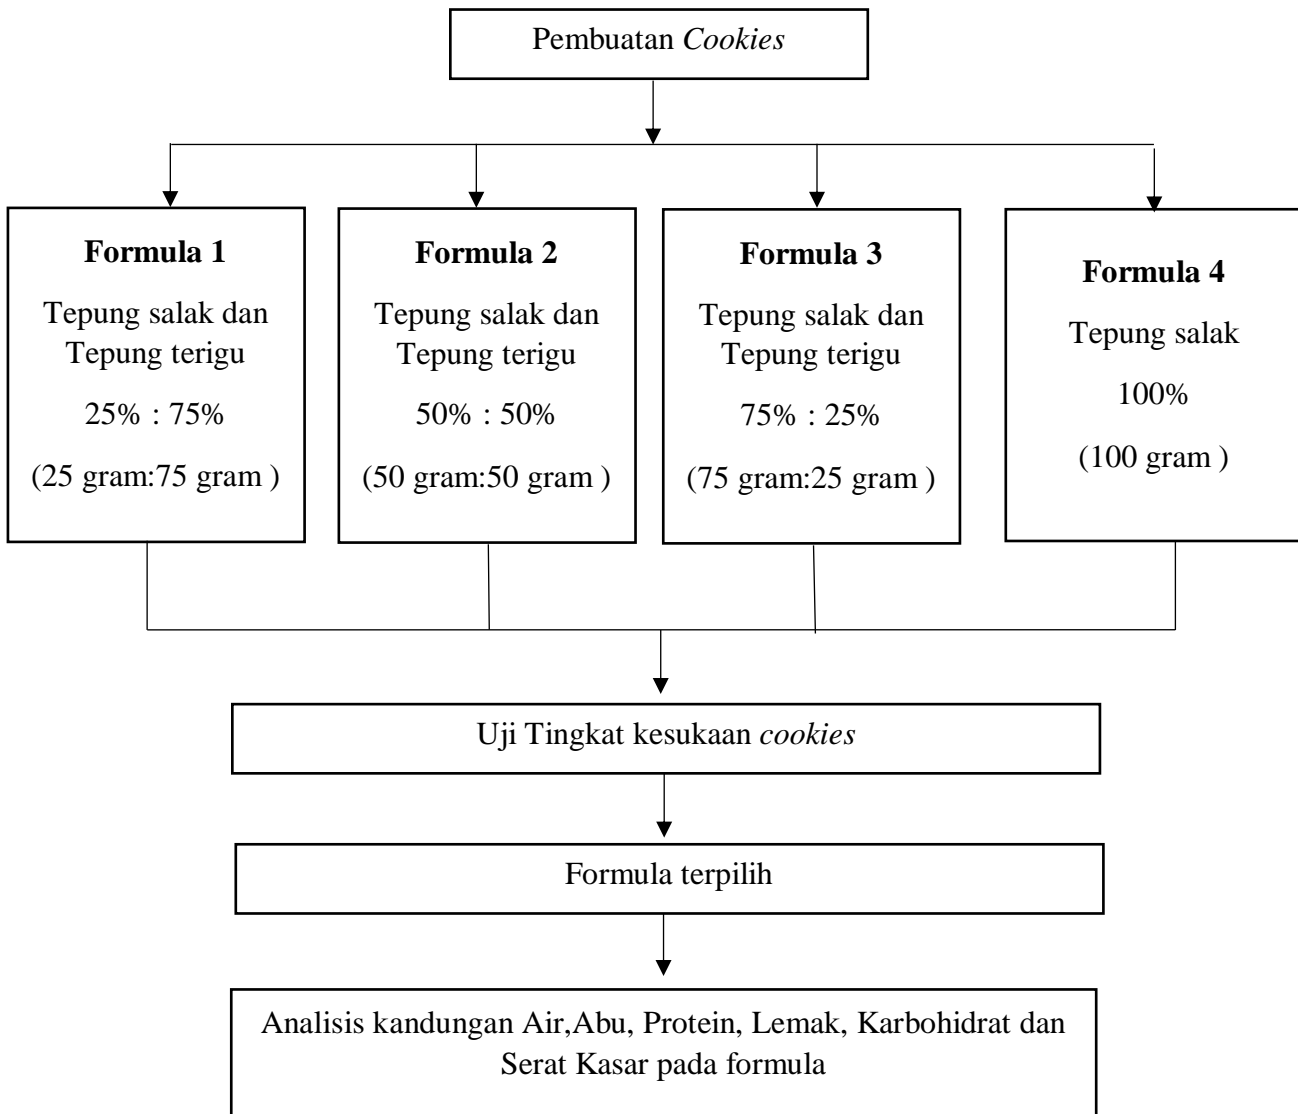 Pembuatan Cookies
Formula 1
Tepung salak dan
Tepung terigu
25% : 75%
(25 gram:75 gram )
Formula 2
Tepung salak dan
Tepung terigu
50% : 50%
(50 gram:50 gram )
Formula 3
Tepung salak dan
Tepung terigu
75% : 25%
(75 gram:25 gram )
Formula 4
Tepung salak
100%
(100 gram )
Uji Tingkat kesukaan cookies
Formula terpilih
Analisis kandungan Air,Abu, Protein, Lemak, Karbohidrat dan
Serat Kasar pada formula